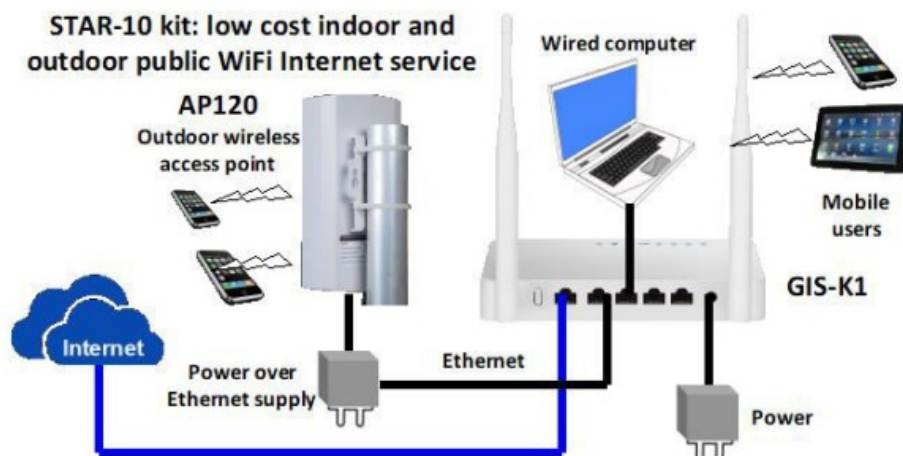 STAR-10 kit: low cost indoor and
outdoor public WiFi Internet service
AP120
Outdoor wireless
access point
Wired computer
Mobile
users
GIS-K1
Internet
Power over
Ethernet supply
Ethernet
Power